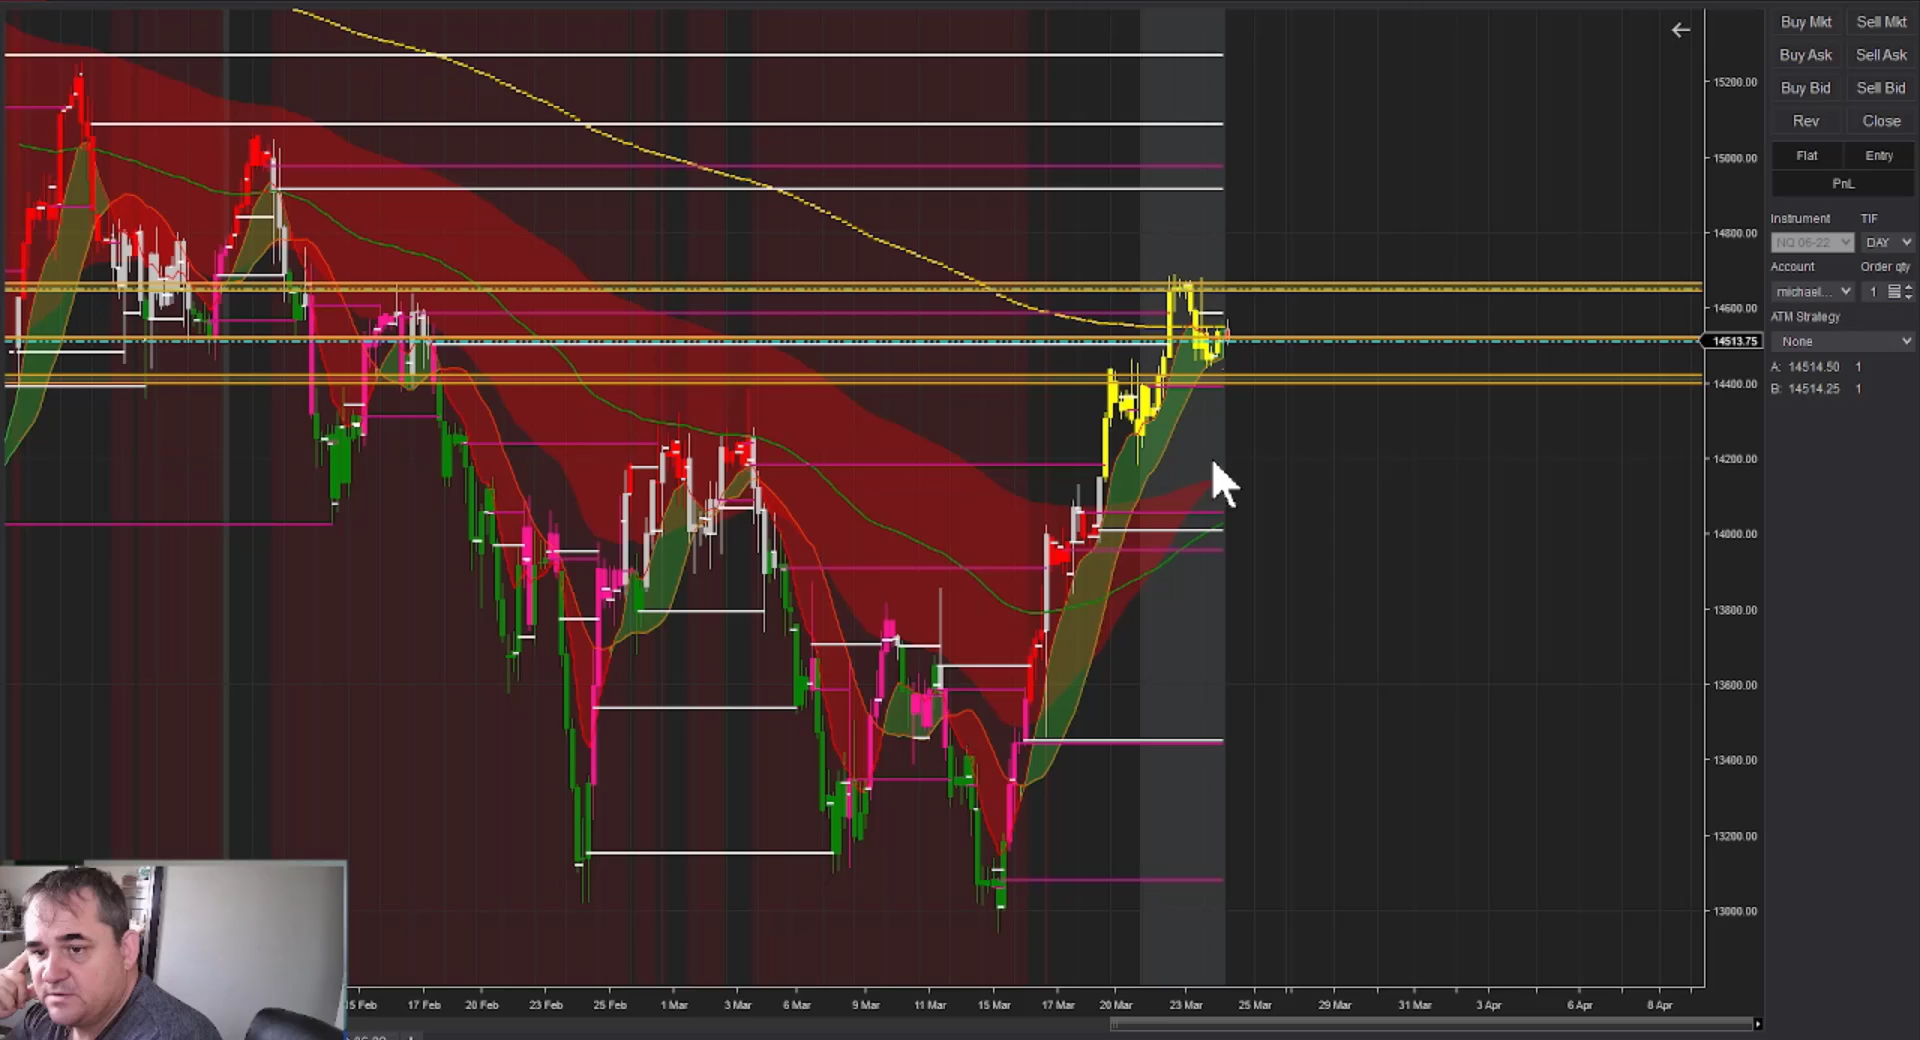 Buy Mkt Sell Mkt
Buy Ask Sell Ask
Buy Bid Sell Bid
Rev Close
Flat Entry
PnL
Instrument TIF
NQ 06-22 DAY
Account Order qty
michael... 1
ATM Strategy
None
A: 14514.50 1
B: 14514.25 1
15200.00
15000.00
14800.00
14600.00
14513.75
14400.00
14200.00
14000.00
13800.00
13600.00
13400.00
13200.00
13000.00
15 Feb 17 Feb 20 Feb 23 Feb 25 Feb 1 Mar 3 Mar 6 Mar 9 Mar 11 Mar 15 Mar 17 Mar 20 Mar 23 Mar 25 Mar 29 Mar 31 Mar 3 Apr 6 Apr 8 Apr